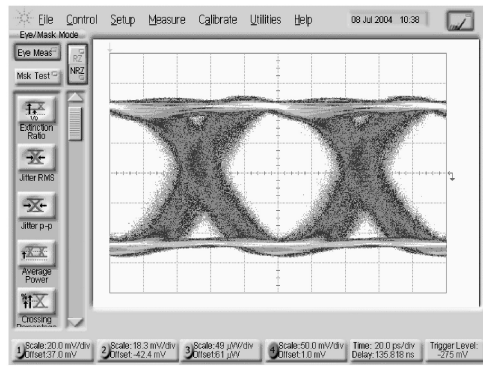 File Control Setup Measure Calibrate Utilities Help 08 Jul 2004 10:38
Eye/Mask Mode
Eye Meas
RZ
NRZ
Msk Test
Extinction
Ratio
Jitter RMS
Jitter p-p
Average
Power
Crossing
Percentage
1 Scale:20.0 mV/div 2 Scale:18.3 mV/div 3 Scale:49 µW/div 4 Scale:50.0 mV/div Time: 20.0 ps/div Trigger Level:
Offset:37.0 mV Offset:-42.4 mV Offset:61 µW Offset:1.0 mV Delay:135.818 ns -275 mV